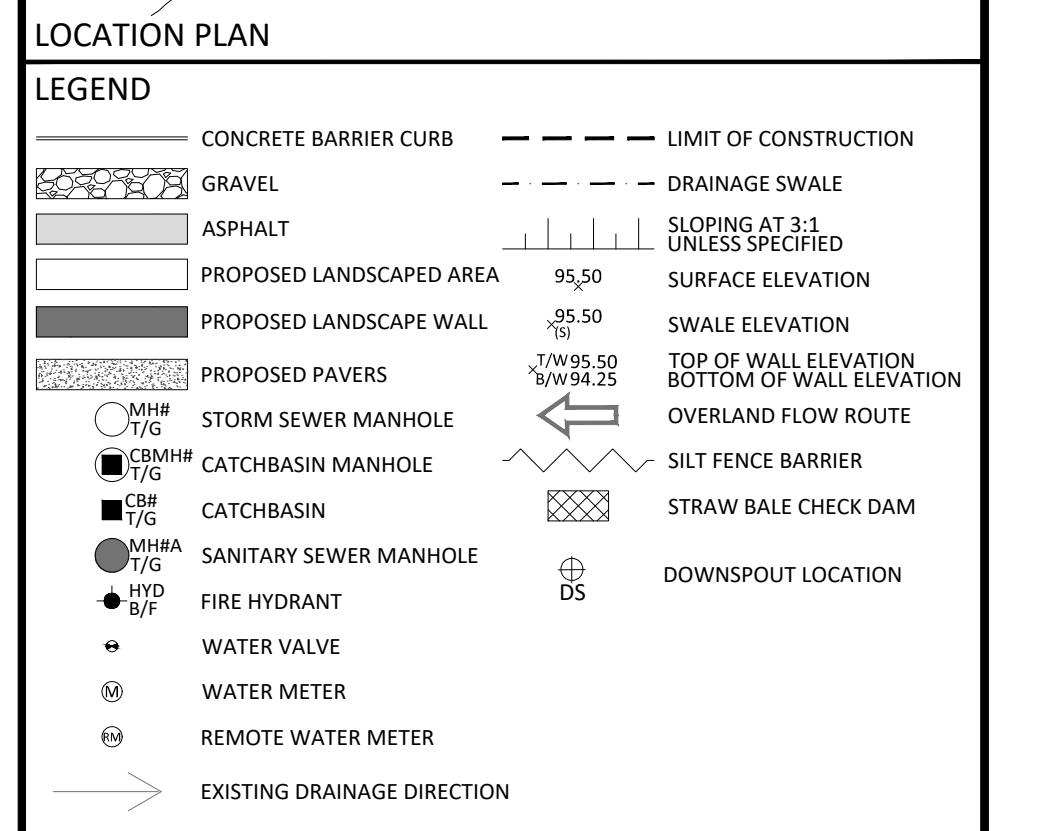 LOCATION PLAN
LEGEND
CONCRETE BARRIER CURB
GRAVEL
ASPHALT
PROPOSED LANDSCAPED AREA
PROPOSED LANDSCAPE WALL
PROPOSED PAVERS
MH#
T/G
STORM SEWER MANHOLE
CBMH#
T/G
CATCHBASIN MANHOLE
CB#
T/G
CATCHBASIN
MH#A
T/G
SANITARY SEWER MANHOLE
HYD
B/F
FIRE HYDRANT
WATER VALVE
M
WATER METER
RM
REMOTE WATER METER
EXISTING DRAINAGE DIRECTION
LIMIT OF CONSTRUCTION
DRAINAGE SWALE
SLOPING AT 3:1
UNLESS SPECIFIED
95.50
SURFACE ELEVATION
95.50
(S)
SWALE ELEVATION
T/W 95.50
B/W 94.25
TOP OF WALL ELEVATION
BOTTOM OF WALL ELEVATION
OVERLAND FLOW ROUTE
SILT FENCE BARRIER
STRAW BALE CHECK DAM
DS
DOWNSPOUT LOCATION